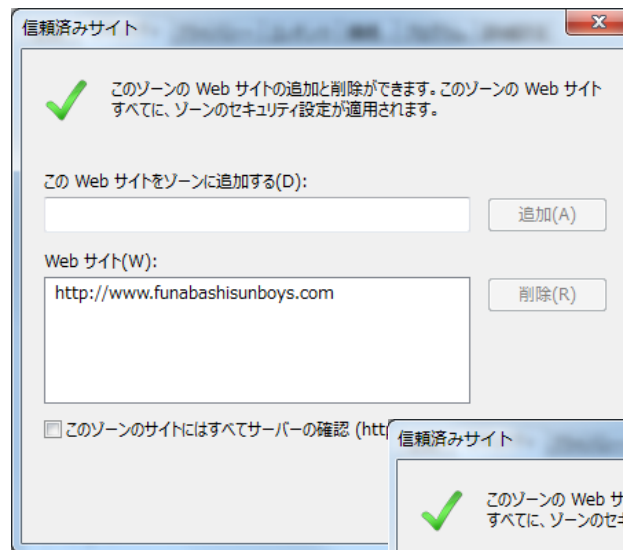 信頼済みサイト
このゾーンの Web サイトの追加と削除ができます。このゾーンの Web サイト
すべてに、ゾーンのセキュリティ設定が適用されます。
この Web サイトをゾーンに追加する(D):
追加(A)
Web サイト(W):
http://www.funabashisunboys.com
削除(R)
このゾーンのサイトにはすべてサーバーの確認 (htt
信頼済みサイト
このゾーンの Web サ
すべてに、ゾーンのセキ